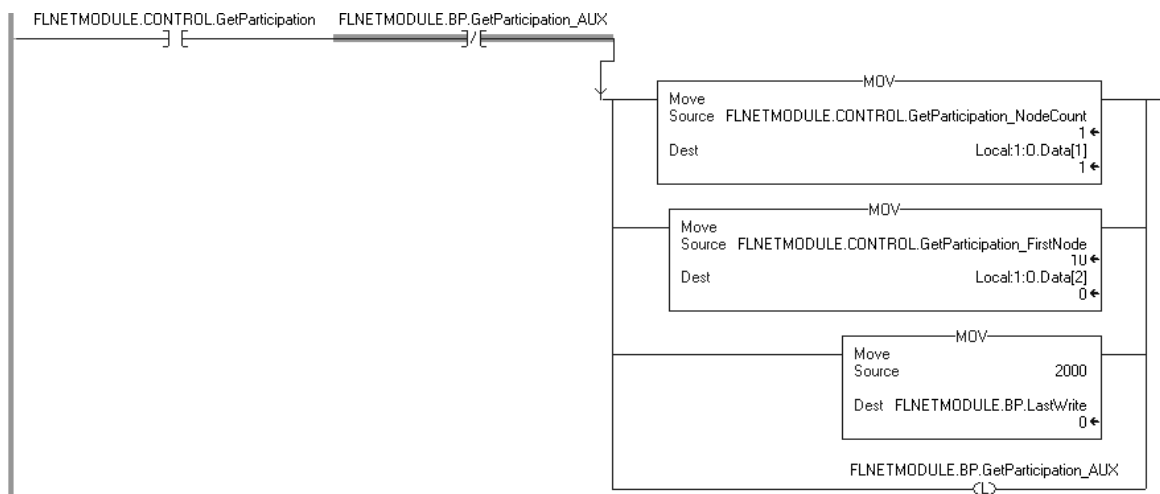 FLNETMODULE.CONTROL.GetParticipation FLNETMODULE.BP.GetParticipation_AUX
MOV
Move
Source FLNETMODULE.CONTROL.GetParticipation_NodeCount
1
Dest Local:1:O.Data[1]
1
MOV
Move
Source FLNETMODULE.CONTROL.GetParticipation_FirstNode
10
Dest Local:1:O.Data[2]
0
MOV
Move
Source 2000
Dest FLNETMODULE.BP.LastWrite
0
FLNETMODULE.BP.GetParticipation_AUX
L